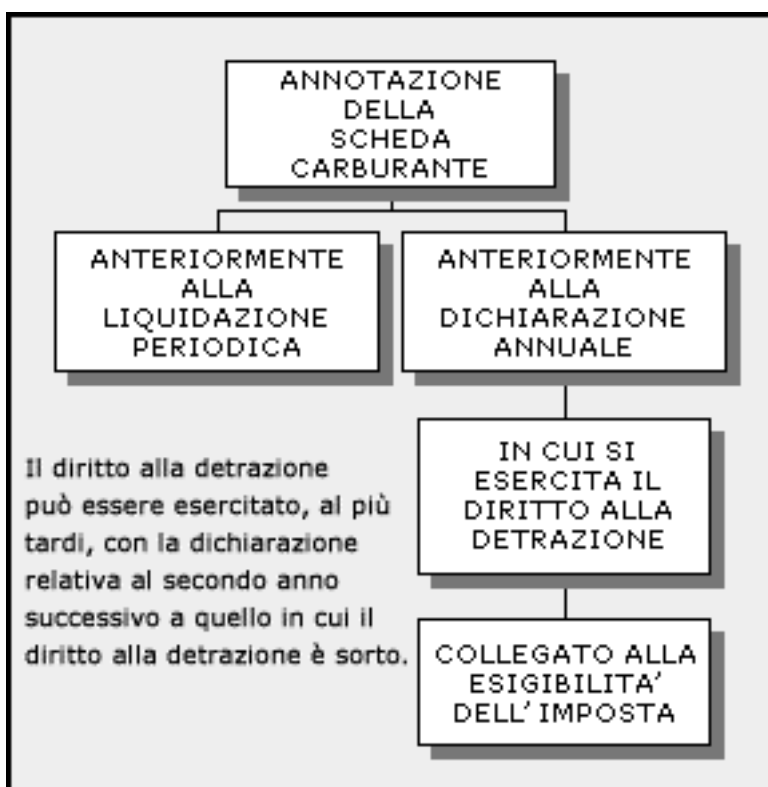 ANNOTAZIONE
DELLA
SCHEDA
CARBURANTE
ANTERIORMENTE
ALLA
LIQUIDAZIONE
PERIODICA
ANTERIORMENTE
ALLA
DICHIARAZIONE
ANNUALE
IN CUI SI
ESERCITA IL
DIRITTO ALLA
DETRAZIONE
Il diritto alla detrazione
può essere esercitato, al più
tardi, con la dichiarazione
relativa al secondo anno
successivo a quello in cui il
diritto alla detrazione è sorto.
COLLEGATO ALLA
ESIGIBILITA'
DELL' IMPOSTA